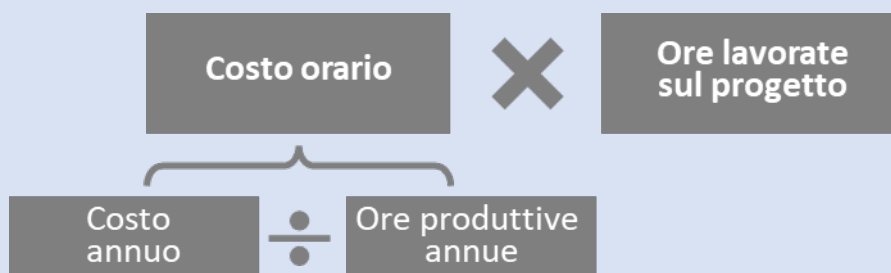 Costo orario
Ore lavorate
sul progetto
Costo
annuo
Ore produttive
annue